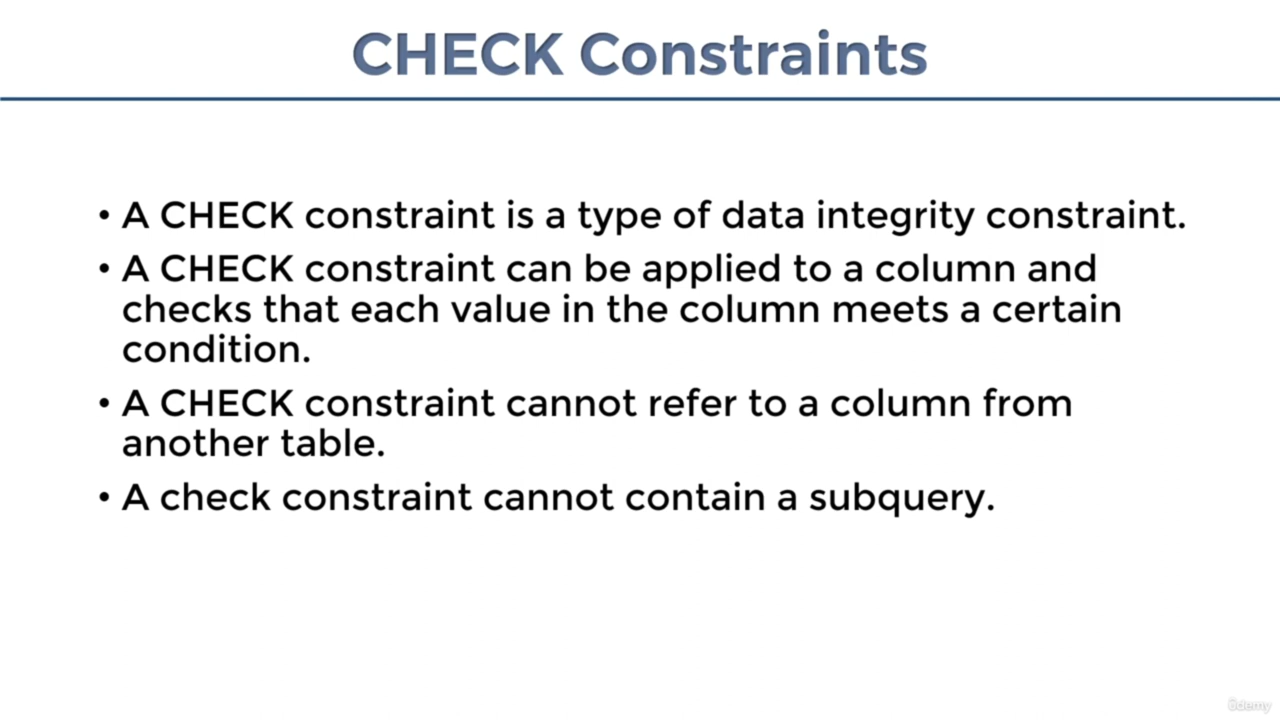 CHECK Constraints
• A CHECK constraint is a type of data integrity constraint.
• A CHECK constraint can be applied to a column and
checks that each value in the column meets a certain
condition.
• A CHECK constraint cannot refer to a column from
another table.
• A check constraint cannot contain a subquery.
ûdemy